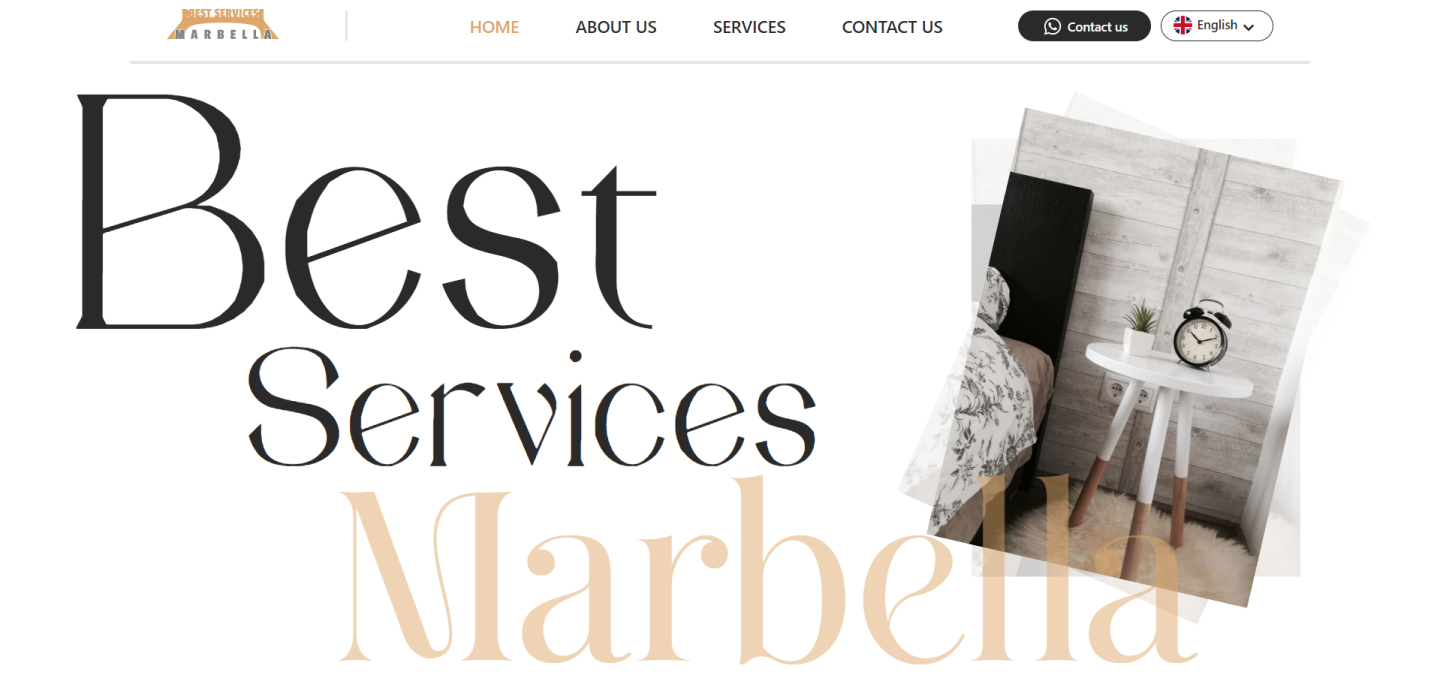 BEST SERVICES
MARBELLA
HOME
ABOUT US
SERVICES
CONTACT US
Contact us
English
Best
Services
Marbella